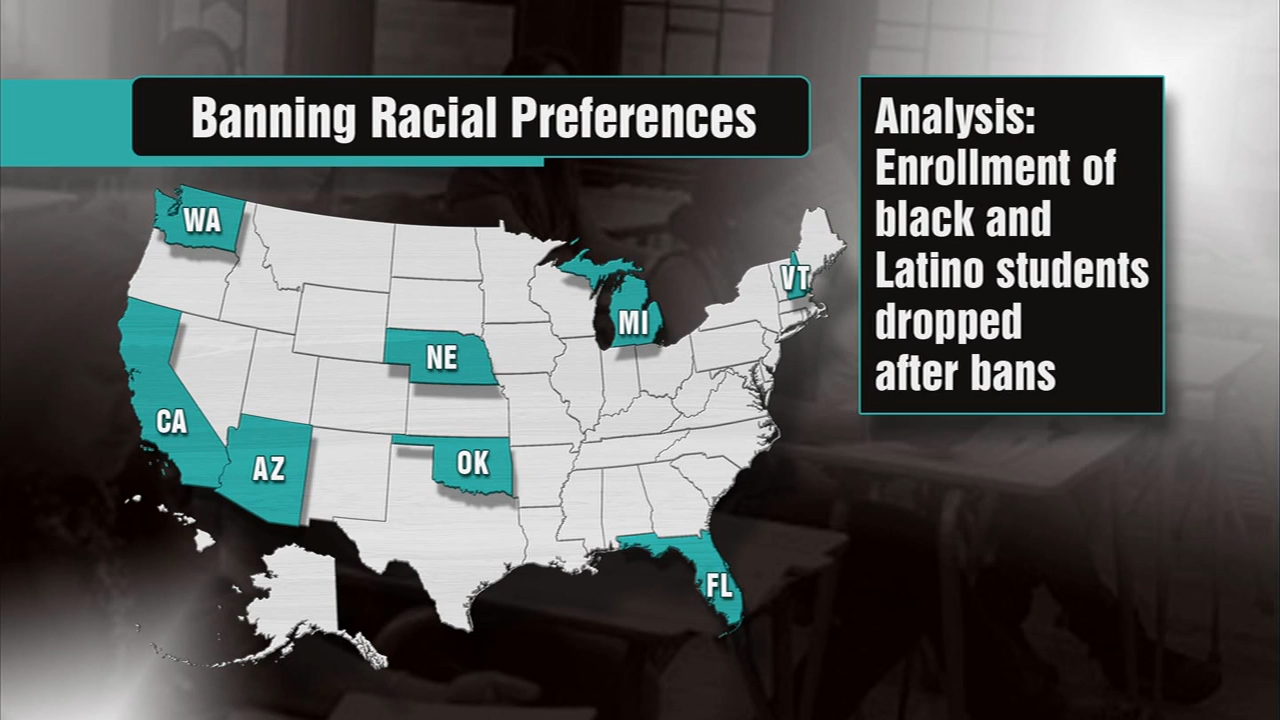 Banning Racial Preferences
Analysis:
Enrollment of
black and
Latino students
dropped
after bans
WA
VT
MI
NE
CA
AZ
OK
FL